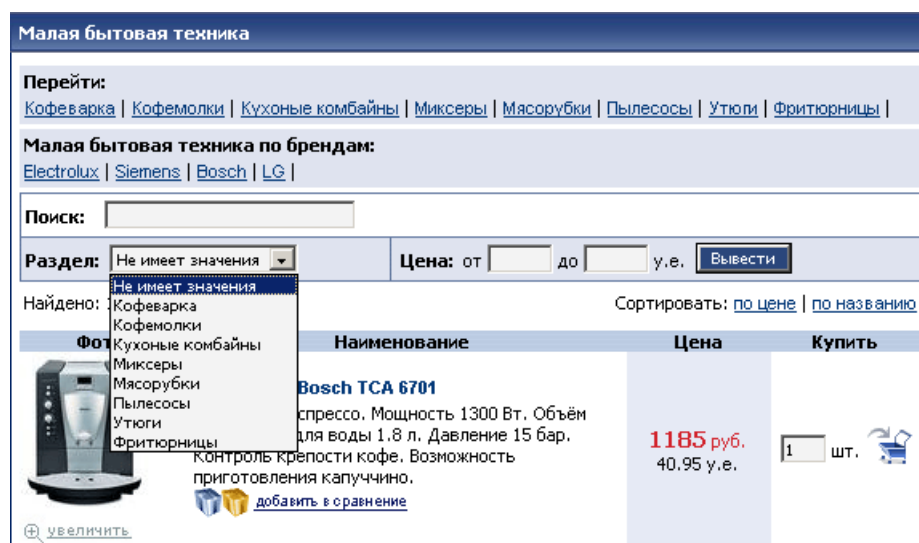 Малая бытовая техника
Перейти:
Кофеварка | Кофемолки | Кухоные комбайны | Миксеры | Мясорубки | Пылесосы | Утюги | Фритюрницы |
Малая бытовая техника по брендам:
Electrolux | Siemens | Bosch | LG |
Поиск:
Раздел: Не имеет значения Цена: от до у.е. Вывести
Не имеет значения
Кофеварка
Кофемолки
Кухоные комбайны
Миксеры
Мясорубки
Пылесосы
Утюги
Фритюрницы
Найдено: Сортировать: по цене | по названию
Наименование Цена Купить
Bosch TCA 6701
Мощность 1300 Вт. Объём
для воды 1.8 л. Давление 15 бар.
Контроль крепости кофе. Возможность
приготовления капуччино.
добавить в сравнение
1185 руб.
40.95 у.е.
1 шт.
увеличить